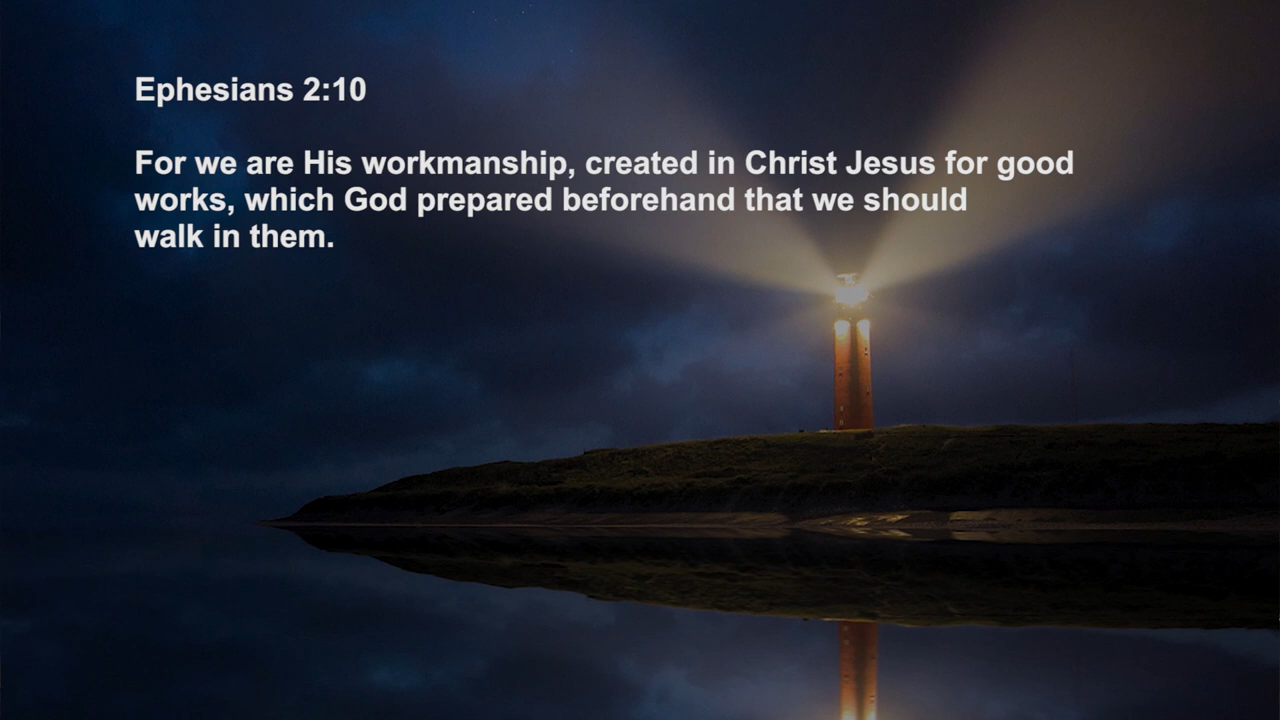 Ephesians 2:10
For we are His workmanship, created in Christ Jesus for good
works, which God prepared beforehand that we should
walk in them.